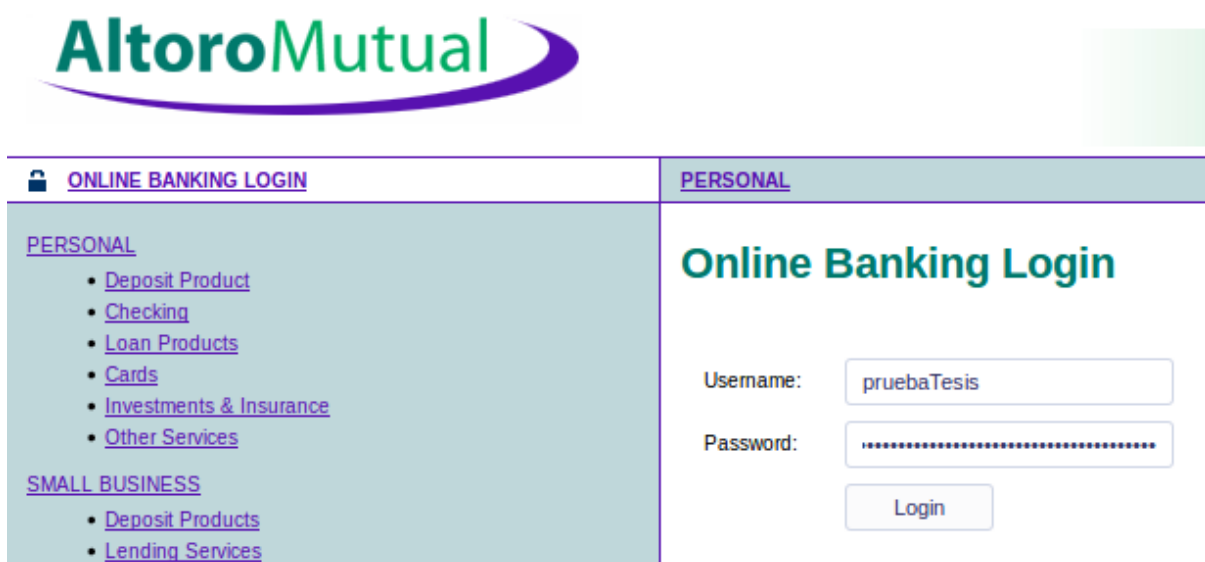 AltoroMutual
ONLINE BANKING LOGIN
PERSONAL
PERSONAL
Deposit Product
Checking
Loan Products
Cards
Investments & Insurance
Other Services
SMALL BUSINESS
Deposit Products
Lending Services
Online Banking Login
Username: pruebaTesis
Password:
Login